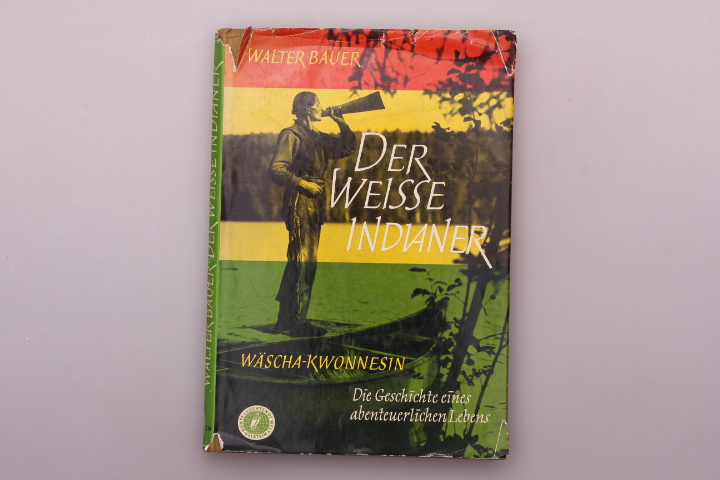 WALTER BAUER
DER
WEISSE
INDIANER
WÄSCHA-KWONNESIN
Die Geschichte eines
abenteuerlichen Lebens
WALTER BAUER DER WEISSE INDIANER